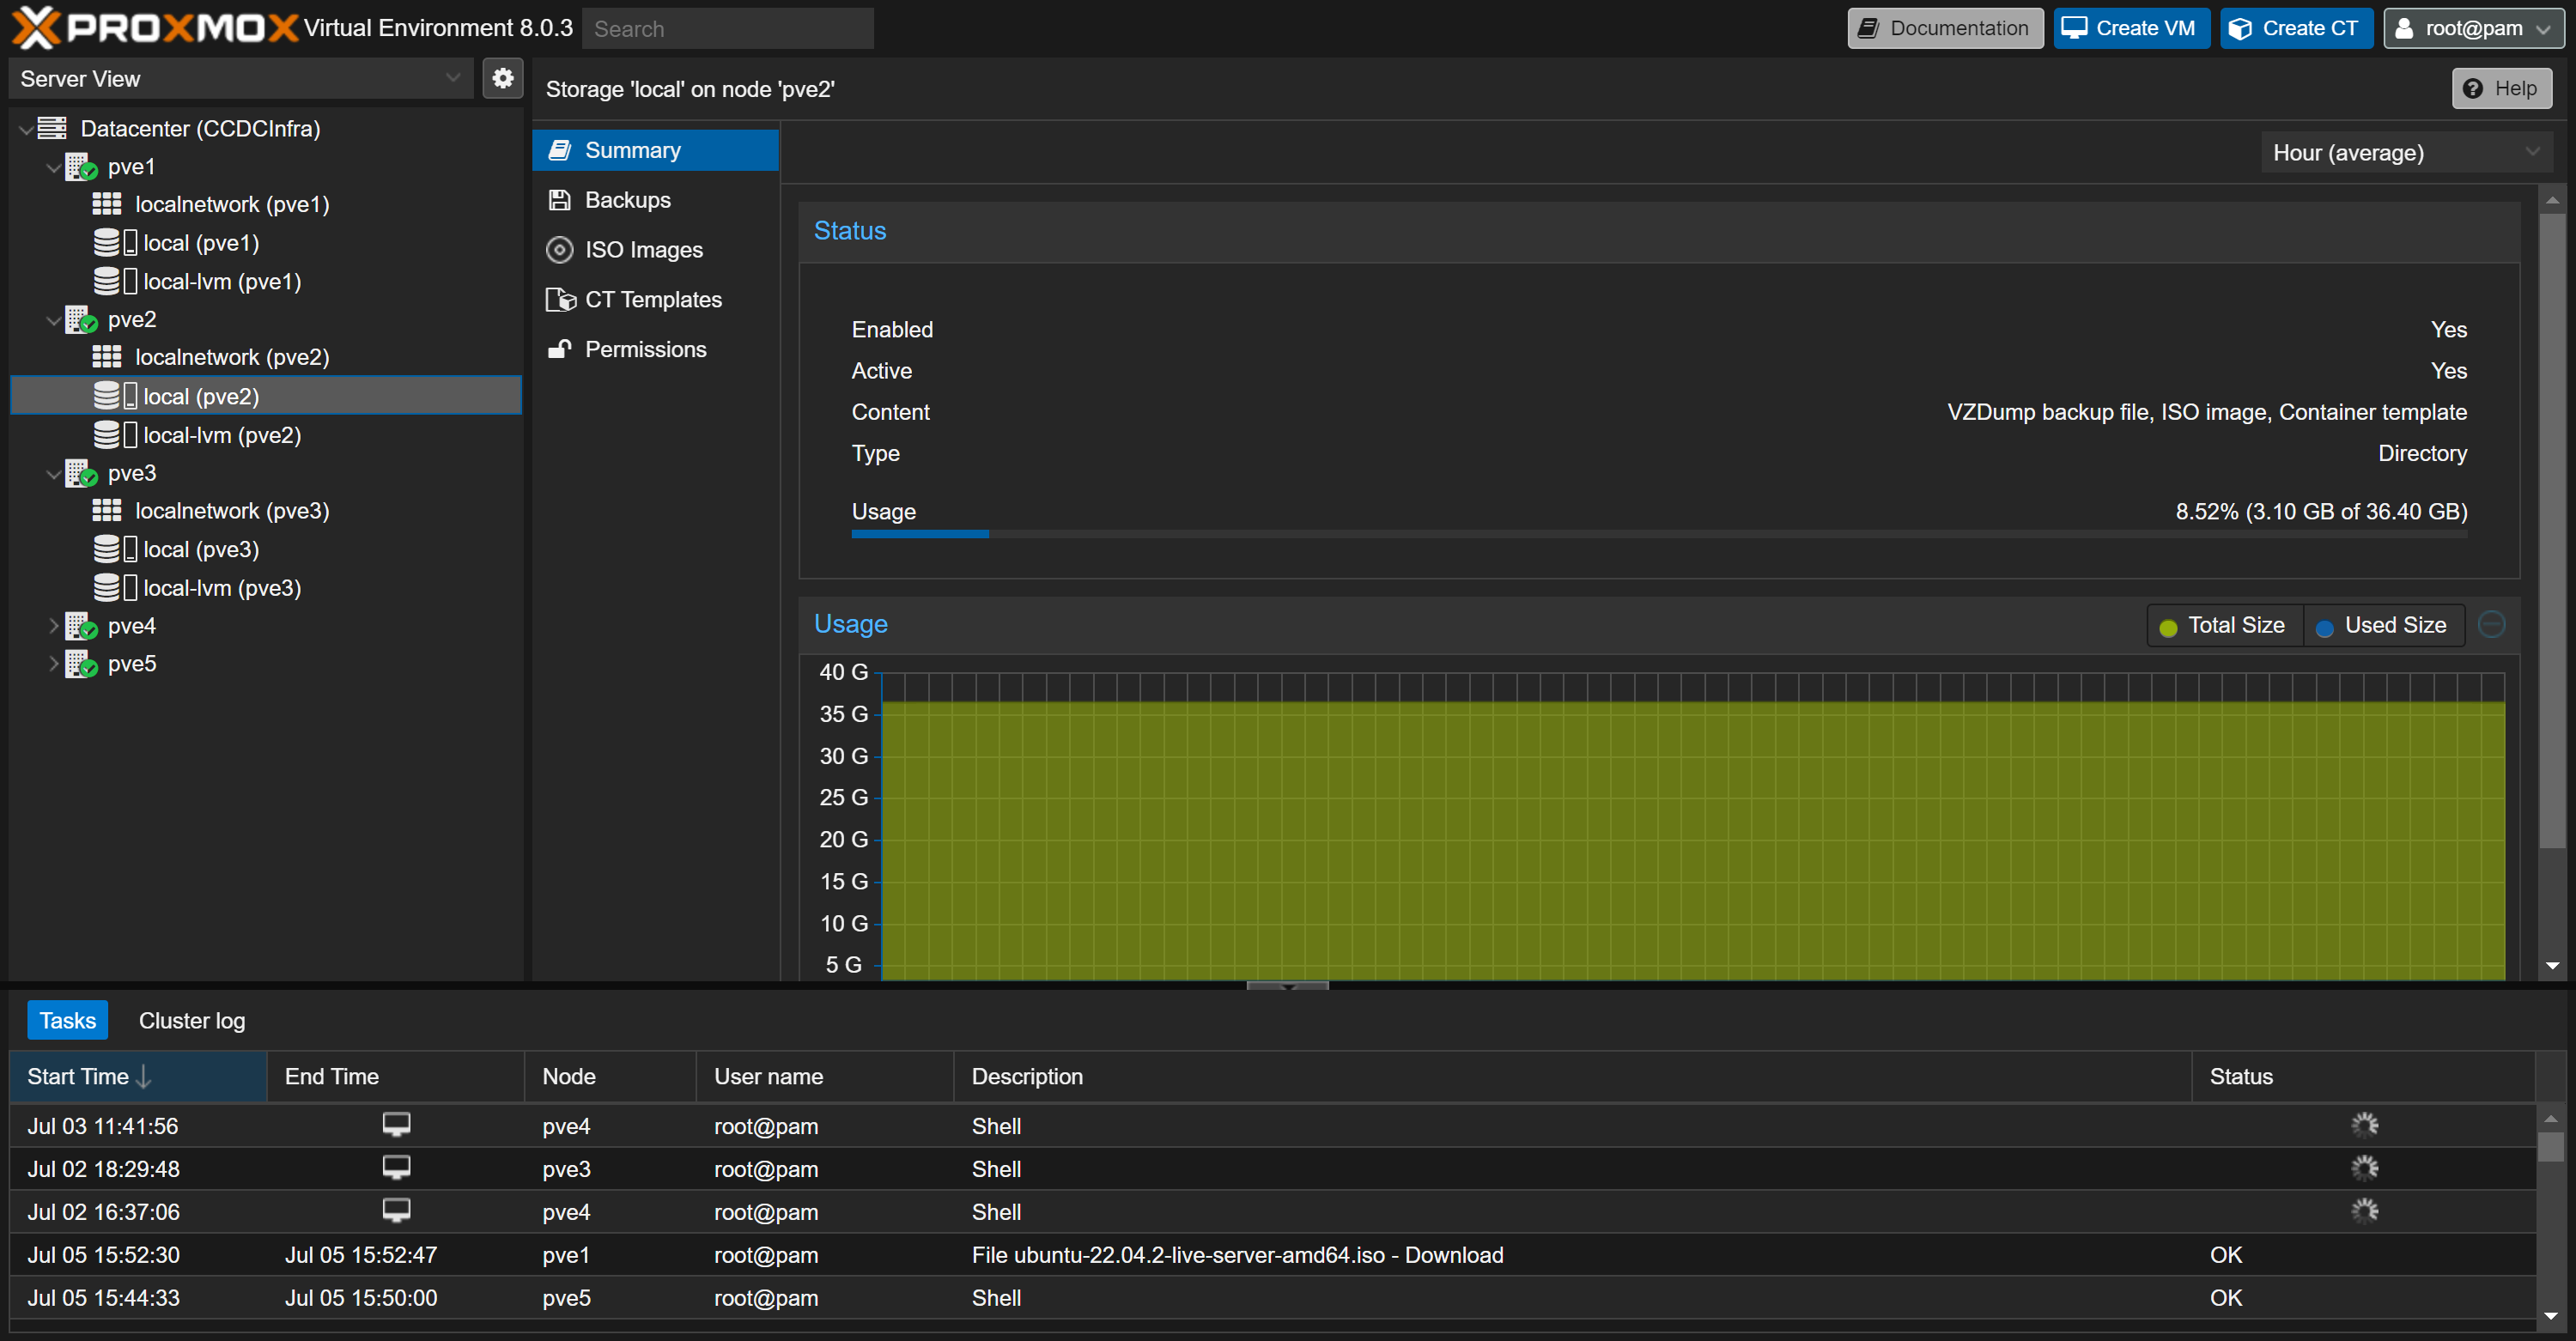 PROXMOX Virtual Environment 8.0.3 Search Documentation Create VM Create CT root@pam
Server View
Storage 'local' on node 'pve2' Help
Datacenter (CCDCInfra)
pve1
localnetwork (pve1)
local (pve1)
local-lvm (pve1)
pve2
localnetwork (pve2)
local (pve2)
local-lvm (pve2)
pve3
localnetwork (pve3)
local (pve3)
local-lvm (pve3)
pve4
pve5
Summary
Backups
ISO Images
CT Templates
Permissions
Hour (average)
Status
Enabled Yes
Active Yes
Content VZDump backup file, ISO image, Container template
Type Directory
Usage 8.52% (3.10 GB of 36.40 GB)
Usage Total Size Used Size
40 G
35 G
30 G
25 G
20 G
15 G
10 G
5 G
Tasks Cluster log
Start Time End Time Node User name Description Status
Jul 03 11:41:56 pve4 root@pam Shell
Jul 02 18:29:48 pve3 root@pam Shell
Jul 02 16:37:06 pve4 root@pam Shell
Jul 05 15:52:30 Jul 05 15:52:47 pve1 root@pam File ubuntu-22.04.2-live-server-amd64.iso - Download OK
Jul 05 15:44:33 Jul 05 15:50:00 pve5 root@pam Shell OK